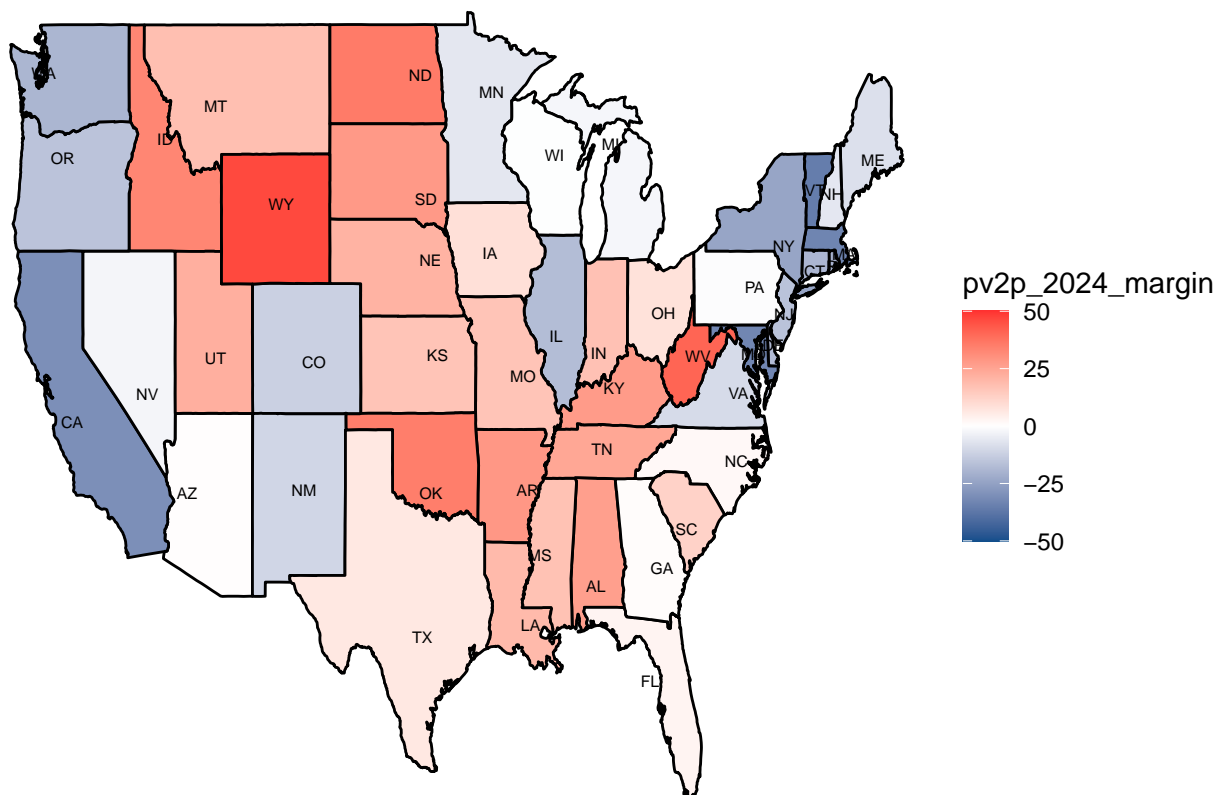 WA
MT
ND
MN
OR
ID
WI
MI
ME
WY
SD
VT
NH
NY
MA
IA
NE
CT
PA
NJ
OH
IL
IN
UT
CO
KS
MO
WV
KY
VA
NV
CA
TN
NC
AZ
NM
OK
AR
SC
MS
AL
GA
LA
TX
FL
pv2p_2024_margin
50
25
0
−25
−50